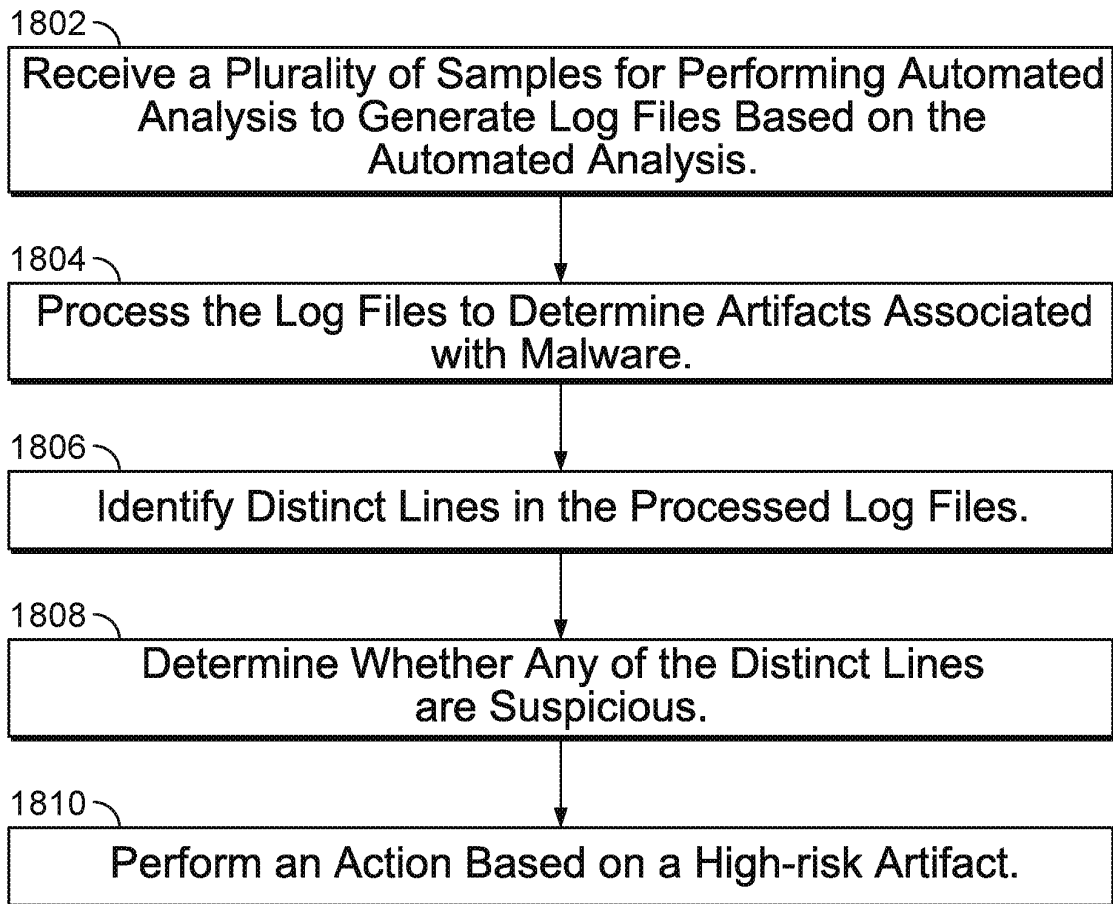 1802
Receive a Plurality of Samples for Performing Automated
Analysis to Generate Log Files Based on the
Automated Analysis.
1804
Process the Log Files to Determine Artifacts Associated
with Malware.
1806
Identify Distinct Lines in the Processed Log Files.
1808
Determine Whether Any of the Distinct Lines
are Suspicious.
1810
Perform an Action Based on a High-risk Artifact.